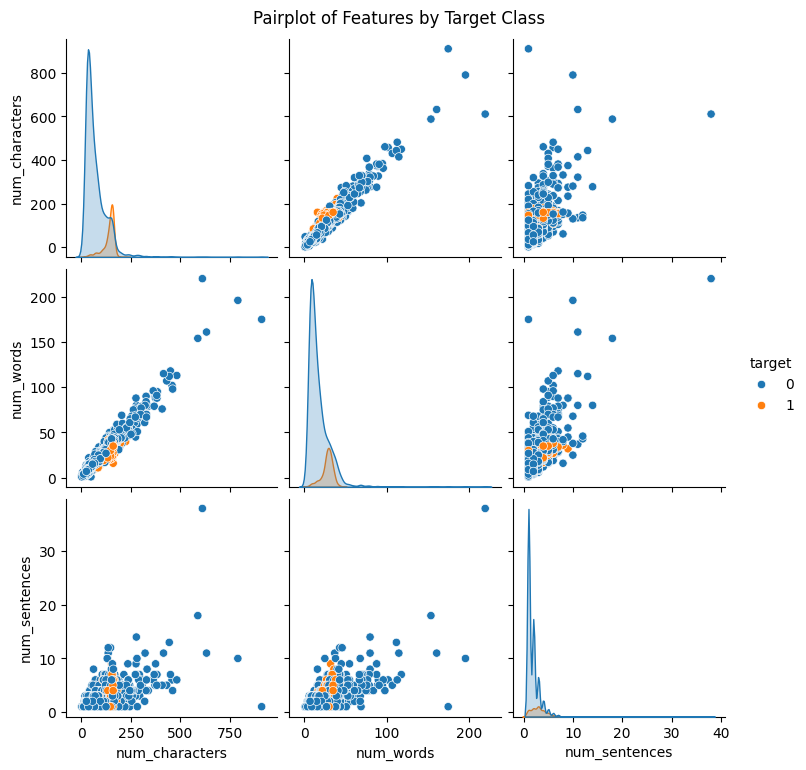 Pairplot of Features by Target Class
num_characters
800
600
400
200
0
num_words
200
150
100
50
0
target
0
1
num_sentences
30
20
10
0
0 250 500 750
0 100 200
0 10 20 30 40
num_characters num_words num_sentences